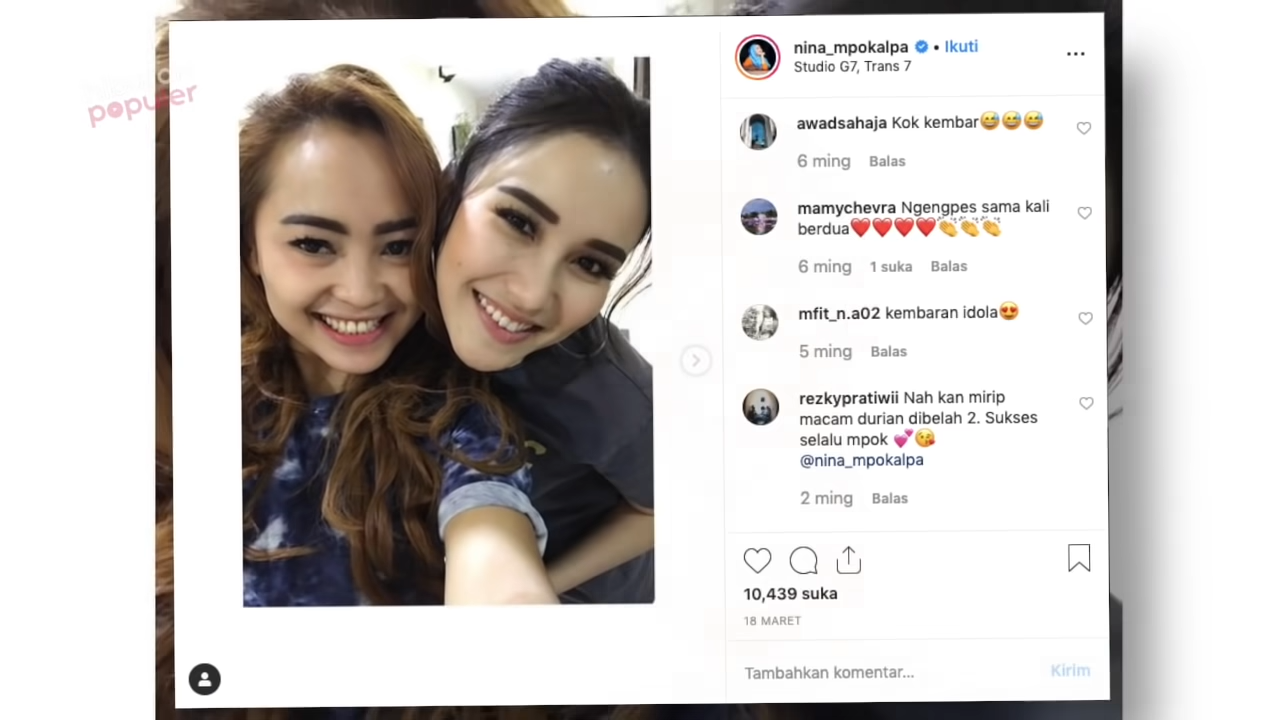 populer
nina_mpokalpa • Ikuti
Studio G7, Trans 7
awadsahaja Kok kembar😅😅😅
6 ming Balas
mamychevra Ngengpes sama kali
berdua❤️❤️❤️❤️👏👏👏
6 ming 1 suka Balas
mfit_n.a02 kembaran idola😍
5 ming Balas
rezkypratiwii Nah kan mirip
macam durian dibelah 2. Sukses
selalu mpok 💕😘
@nina_mpokalpa
2 ming Balas
10,439 suka
18 MARET
Tambahkan komentar... Kirim